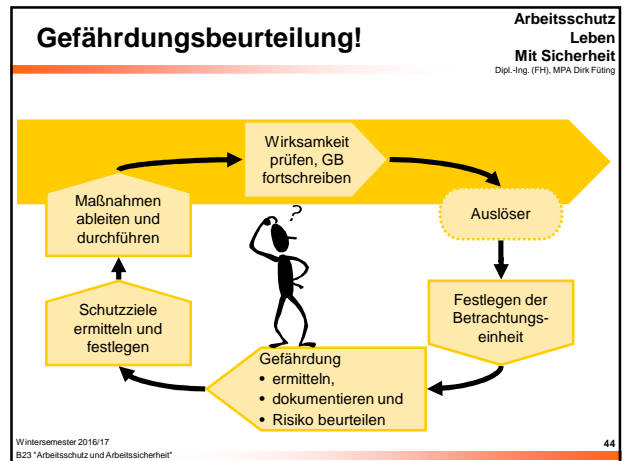 Gefährdungsbeurteilung!
Arbeitsschutz
Leben
Mit Sicherheit
Dipl.-Ing. (FH), MPA Dirk Füting
Wirksamkeit
prüfen, GB
fortschreiben
Maßnahmen
ableiten und
durchführen
Auslöser
?
Schutzziele
ermitteln und
festlegen
Festlegen der
Betrachtungs-
einheit
Gefährdung
• ermitteln,
• dokumentieren und
• Risiko beurteilen
Wintersemester 2016/17
44
B23 "Arbeitsschutz und Arbeitssicherheit"